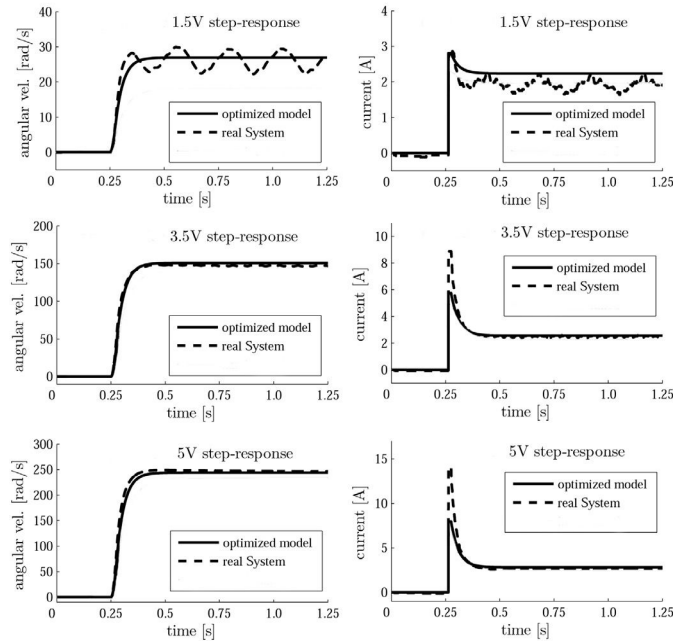 1.5V step-response
angular vel. [rad/s]
40
30
20
10
0
optimized model
real System
0 0.25 0.5 0.75 1.0 1.25
time [s]
1.5V step-response
current [A]
4
3
2
1
0
optimized model
real System
0 0.25 0.5 0.75 1.0 1.25
time [s]
3.5V step-response
angular vel. [rad/s]
200
150
100
50
0
optimized model
real System
0 0.25 0.5 0.75 1.0 1.25
time [s]
3.5V step-response
current [A]
10
8
6
4
2
0
optimized model
real System
0 0.25 0.5 0.75 1.0 1.25
time [s]
5V step-response
angular vel. [rad/s]
300
250
200
150
100
50
0
optimized model
real System
0 0.25 0.5 0.75 1.0 1.25
time [s]
5V step-response
current [A]
15
10
5
0
optimized model
real System
0 0.25 0.5 0.75 1.0 1.25
time [s]